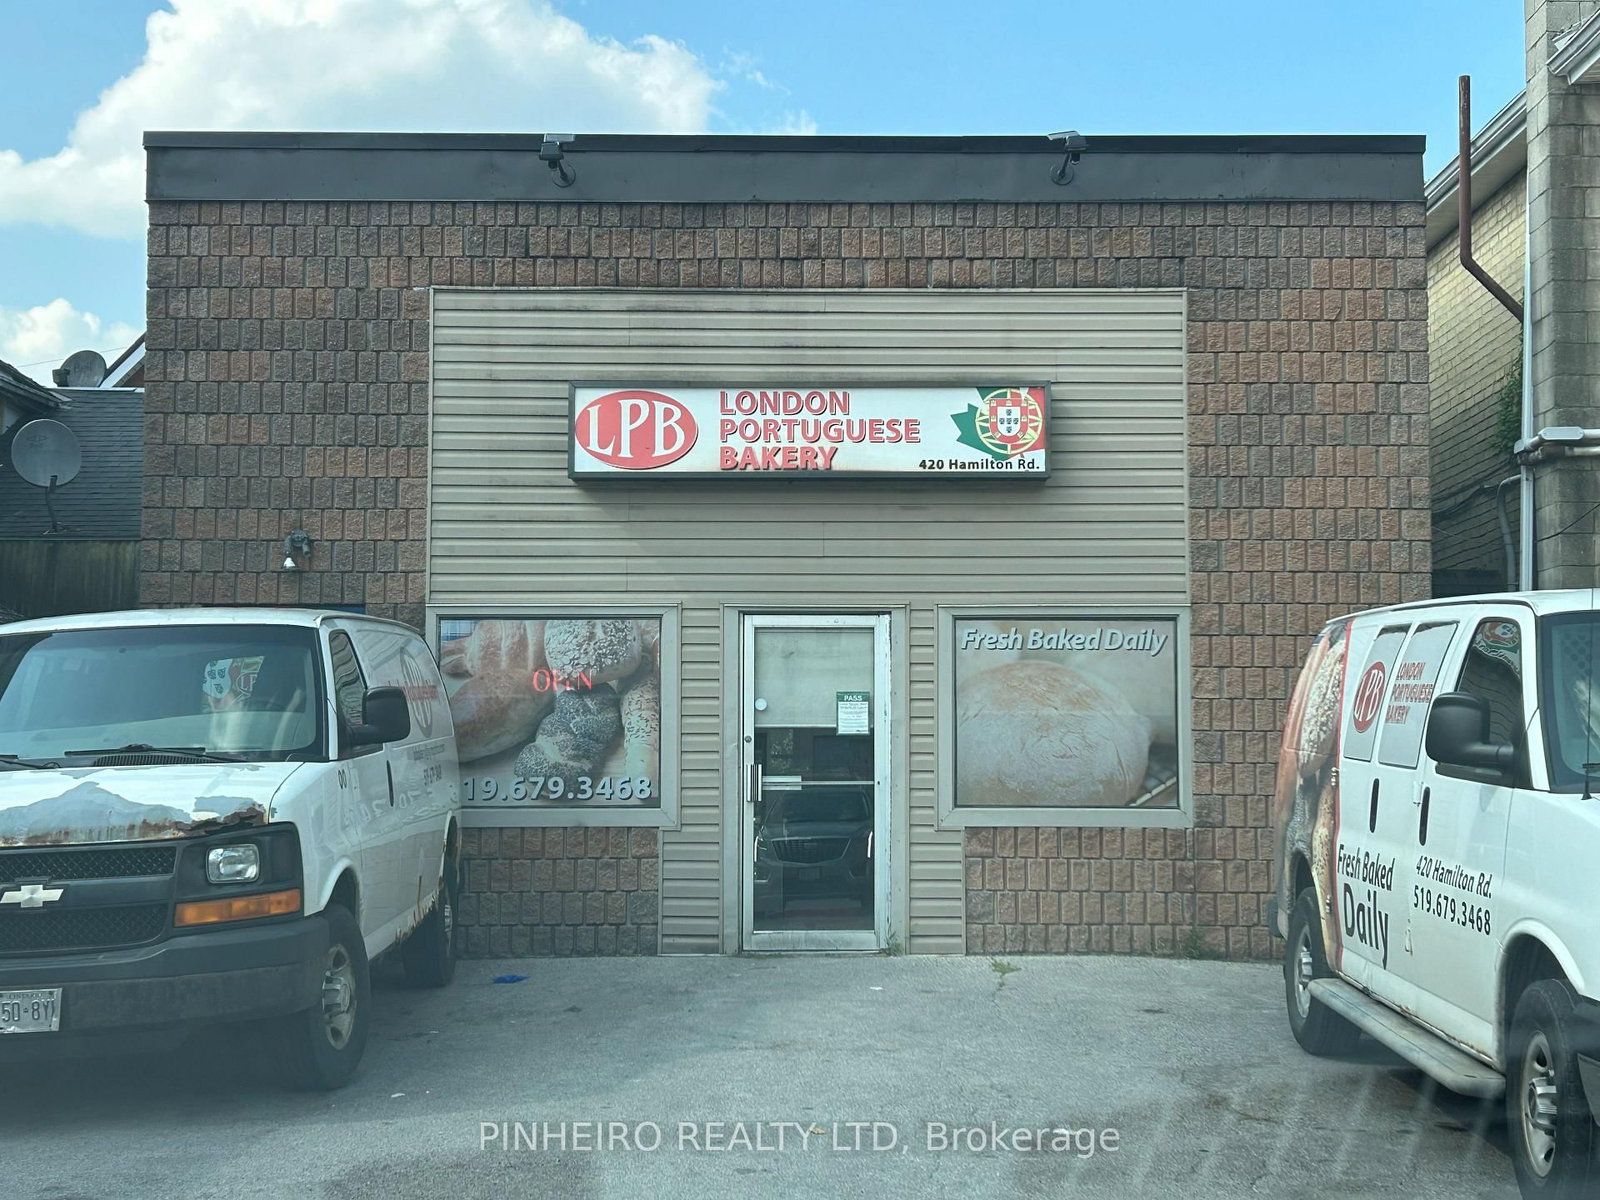 LPB
LONDON
PORTUGUESE
BAKERY
420 Hamilton Rd.
OPEN
19.679.3468
PASS
Fresh Baked Daily
LPB
LONDON
PORTUGUESE
BAKERY
Fresh Baked
Daily
420 Hamilton Rd.
519.679.3468
PINHEIRO REALTY LTD, Brokerage